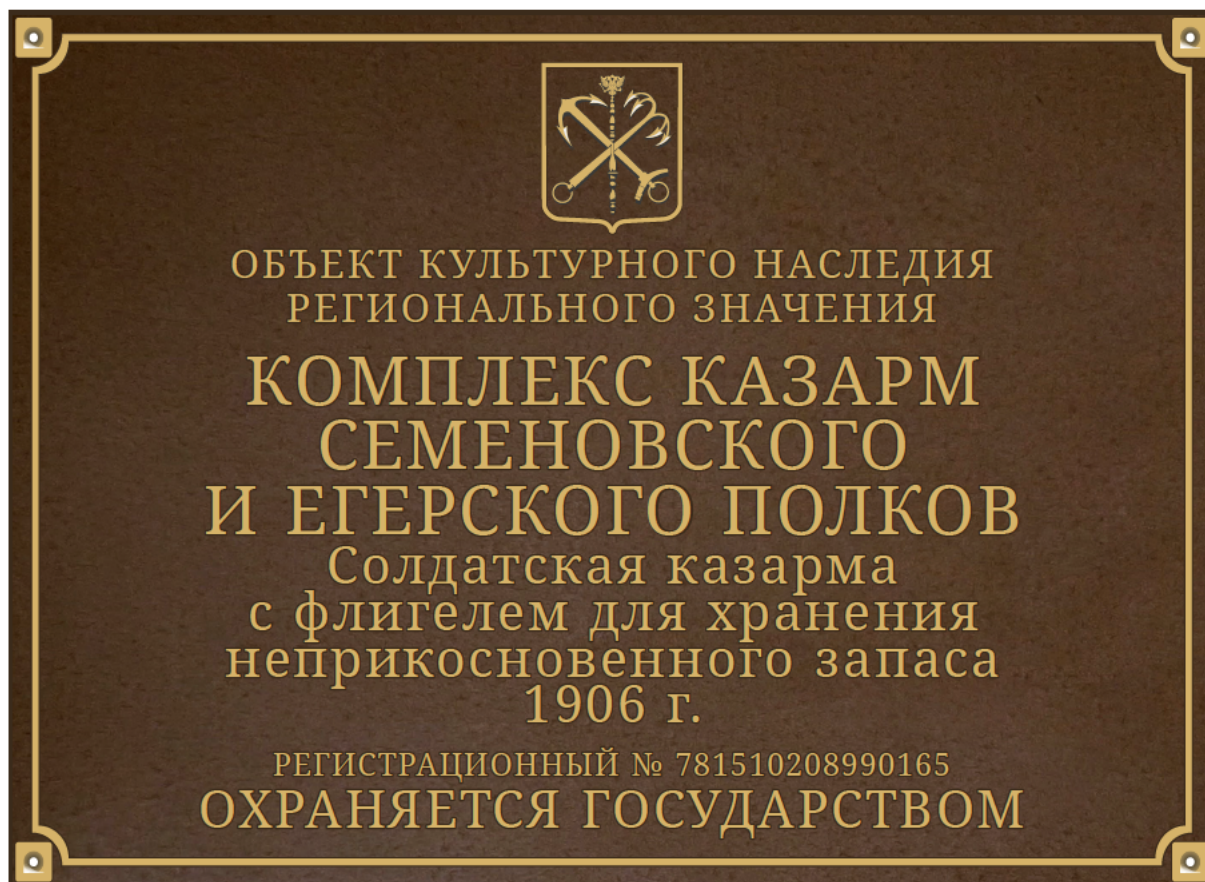 ОБЪЕКТ КУЛЬТУРНОГО НАСЛЕДИЯ
РЕГИОНАЛЬНОГО ЗНАЧЕНИЯ
КОМПЛЕКС КАЗАРМ
СЕМЕНОВСКОГО
И ЕГЕРСКОГО ПОЛКОВ
Солдатская казарма
с флигелем для хранения
неприкосновенного запаса
1906 г.
РЕГИСТРАЦИОННЫЙ № 781510208990165
ОХРАНЯЕТСЯ ГОСУДАРСТВОМ